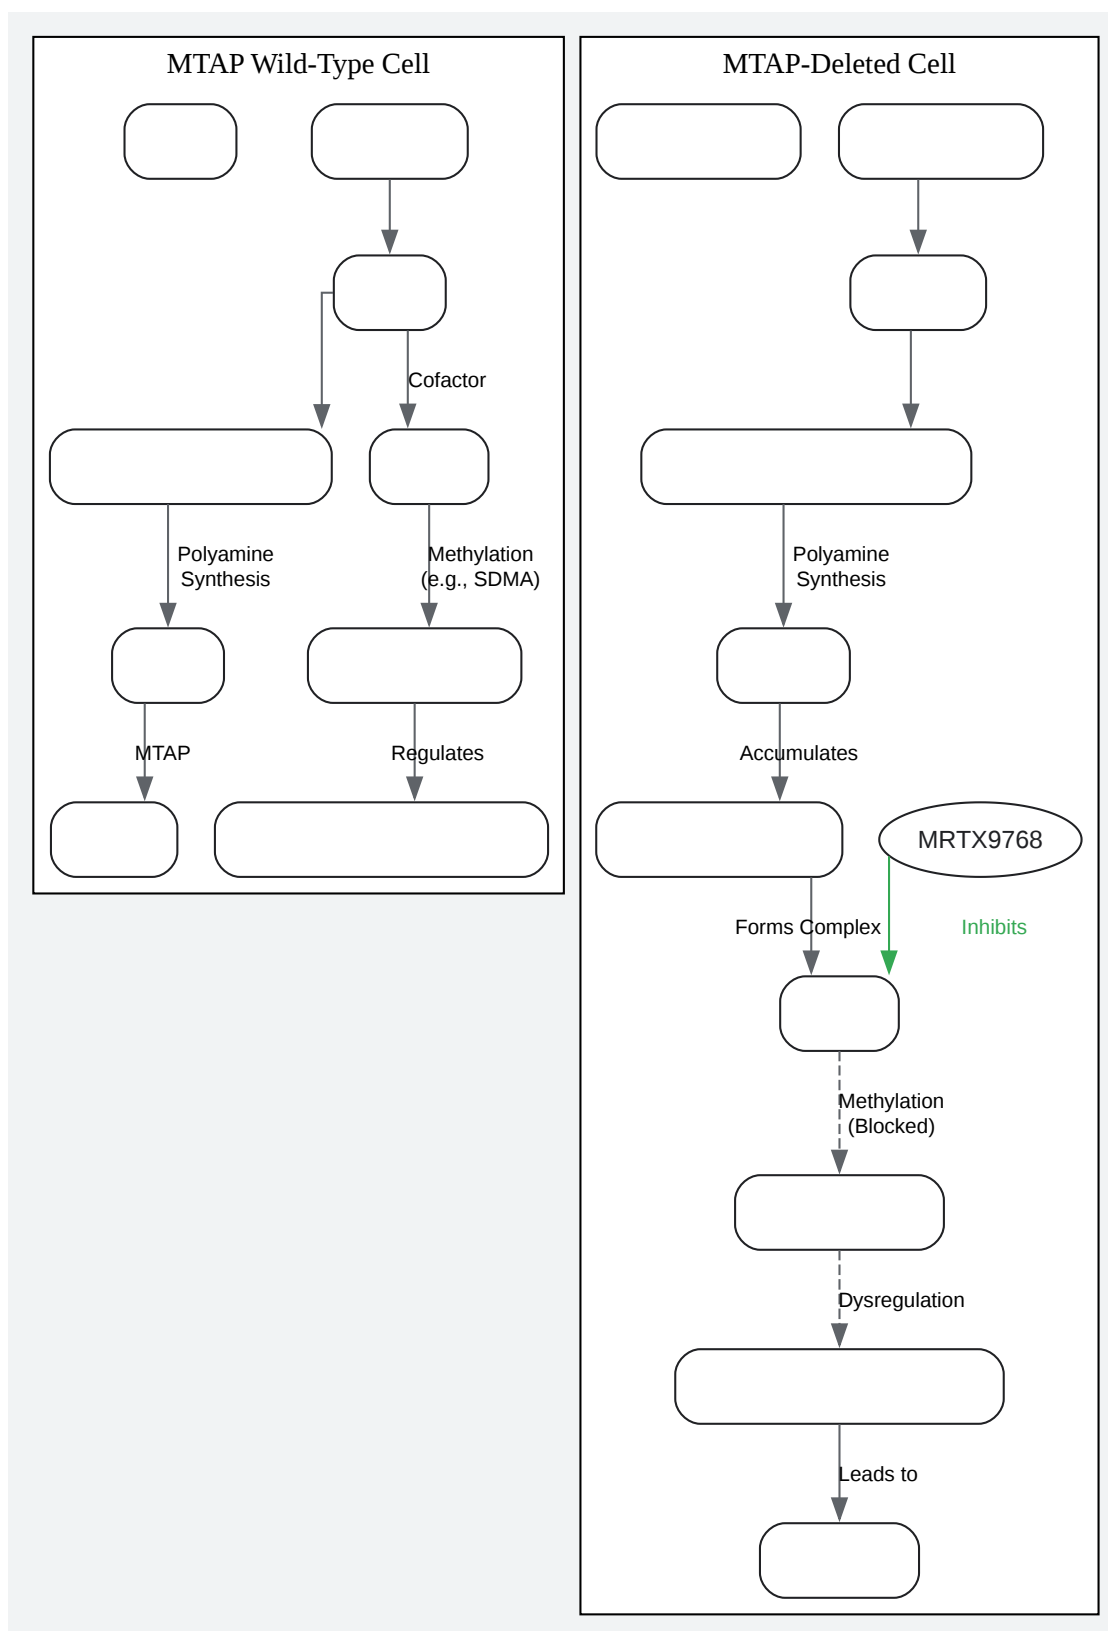 MTAP Wild-Type Cell
Cofactor
Polyamine
Synthesis
Methylation
(e.g., SDMA)
MTAP
Regulates
MTAP-Deleted Cell
Polyamine
Synthesis
Accumulates
MRTX9768
Forms Complex
Inhibits
Methylation
(Blocked)
Dysregulation
Leads to